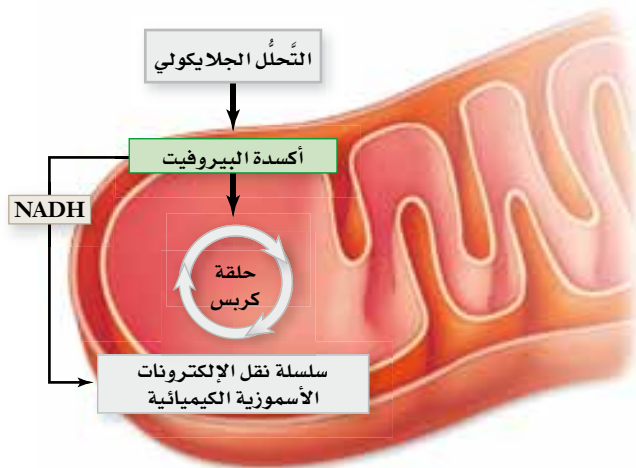 التَّحلُّل الجلايكولي
أكسدة البيروفيت
NADH
حلقة
كربس
سلسلة نقل الإلكترونات
الأسموزية الكيميائية